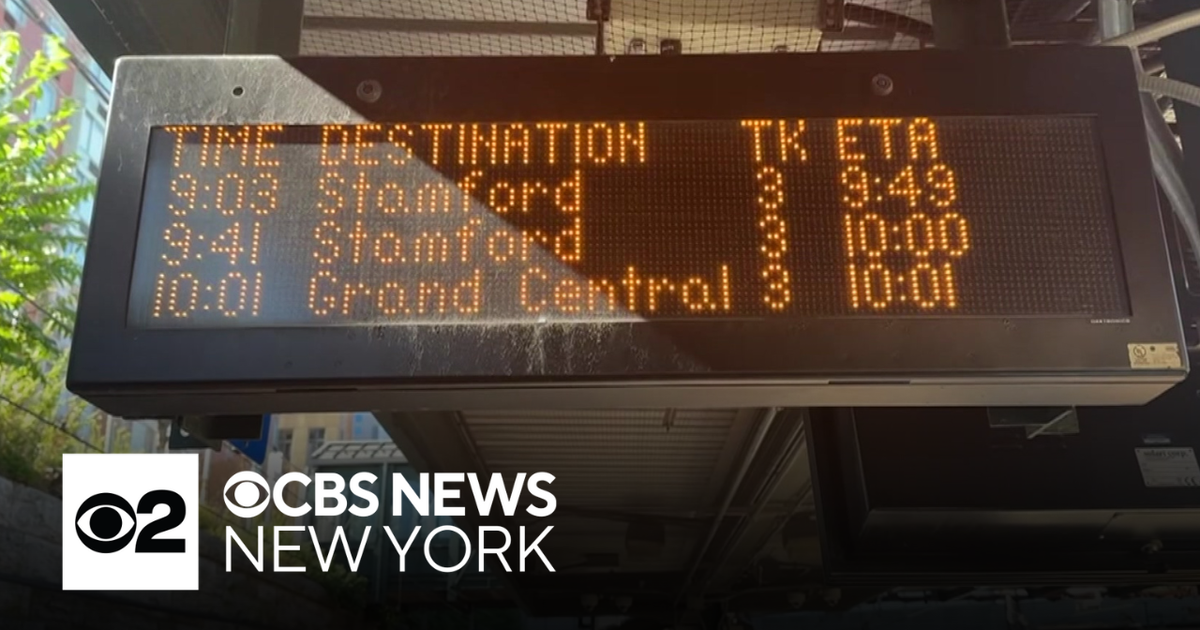 TIME DESTINATION TK ETA
9:03 Stamford 3 9:49
9:41 Stamford 3 10:00
10:01 Grand Central 3 10:01
2
CBS NEWS
NEW YORK